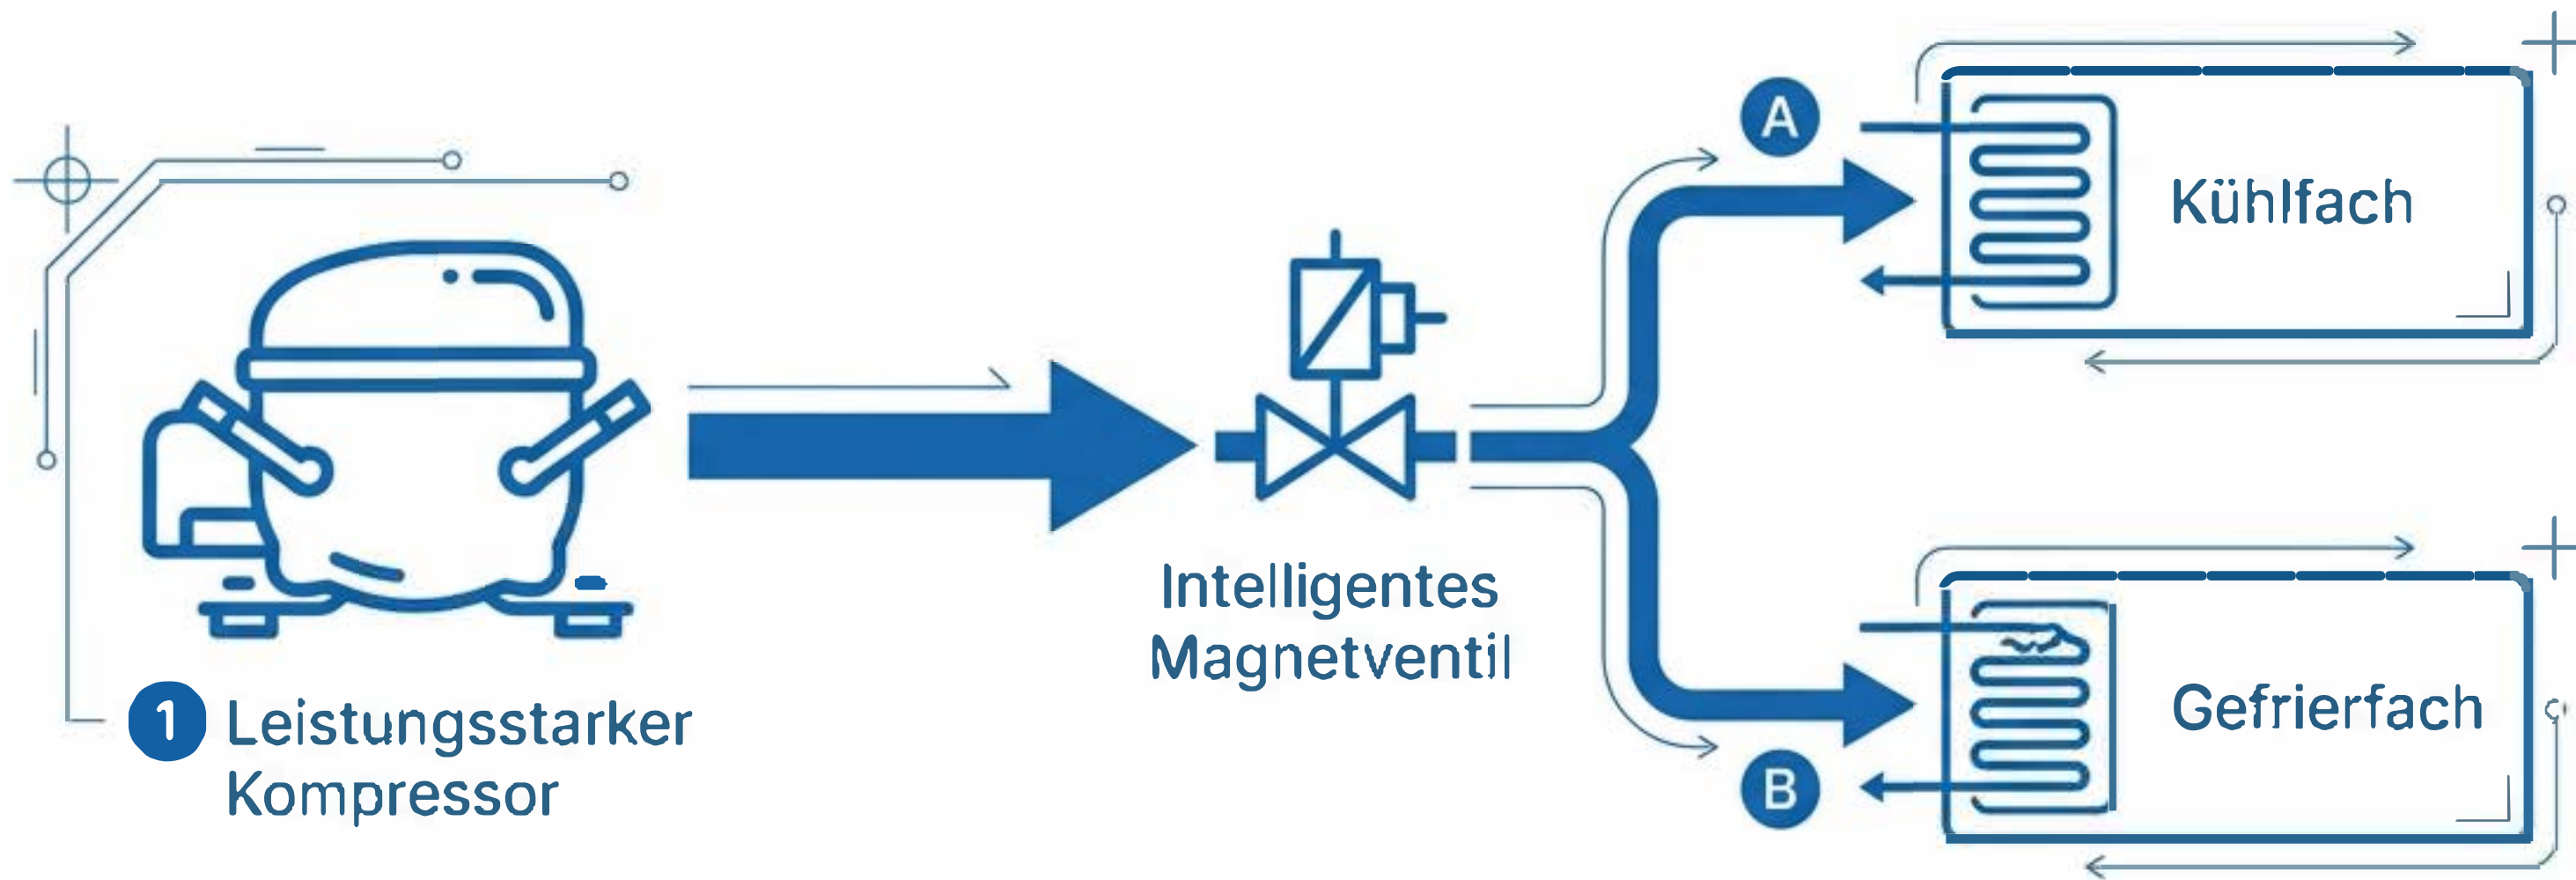 A
Kühlfach
Intelligentes
Magnetventil
1 Leistungsstarker
Kompressor
Gefrierfach
B